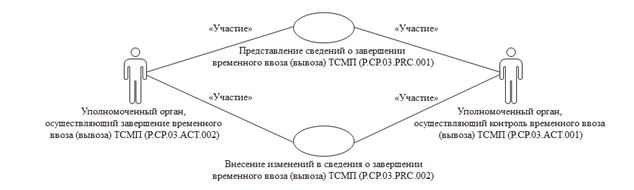 «Участие»
«Участие»
Представление сведений о завершении
временного ввоза (вывоза) ТСМП (P.CP.03.PRC.001)
«Участие»
«Участие»
Уполномоченный орган,
осуществляющий завершение временного
ввоза (вывоза) ТСМП (P.CP.03.ACT.002)
Уполномоченный орган,
осуществляющий контроль временного ввоза
(вывоза) ТСМП (P.CP.03.ACT.001)
Внесение изменений в сведения о завершении
временного ввоза (вывоза) ТСМП (P.CP.03.PRC.002)